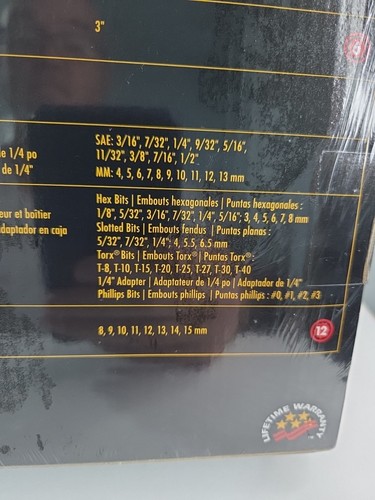 3"
6
SAE: 3/16", 7/32", 1/4", 9/32", 5/16",
de 1/4 po 11/32", 3/8", 7/16", 1/2"
de 1/4" MM: 4, 5, 6, 7, 8, 9, 10, 11, 12, 13 mm
Hex Bits | Embouts hexagonales | Puntas hexagonales :
eur et boîtier 1/8", 5/32", 3/16", 7/32", 1/4", 5/16"; 3, 4, 5, 6, 7, 8 mm
adaptador en caja Slotted Bits | Embouts fendus | Puntas planas :
5/32", 7/32", 1/4"; 4, 5.5, 6.5 mm
Torx® Bits | Embouts Torx® | Puntas Torx® :
T-8, T-10, T-15, T-20, T-25, T-27, T-30, T-40
1/4" Adapter | Adaptateur de 1/4 po | Adaptador de 1/4"
Phillips Bits | Embouts phillips | Puntas phillips : #0, #1, #2, #3
8, 9, 10, 11, 12, 13, 14, 15 mm
12
LIFETIME WARRANTY